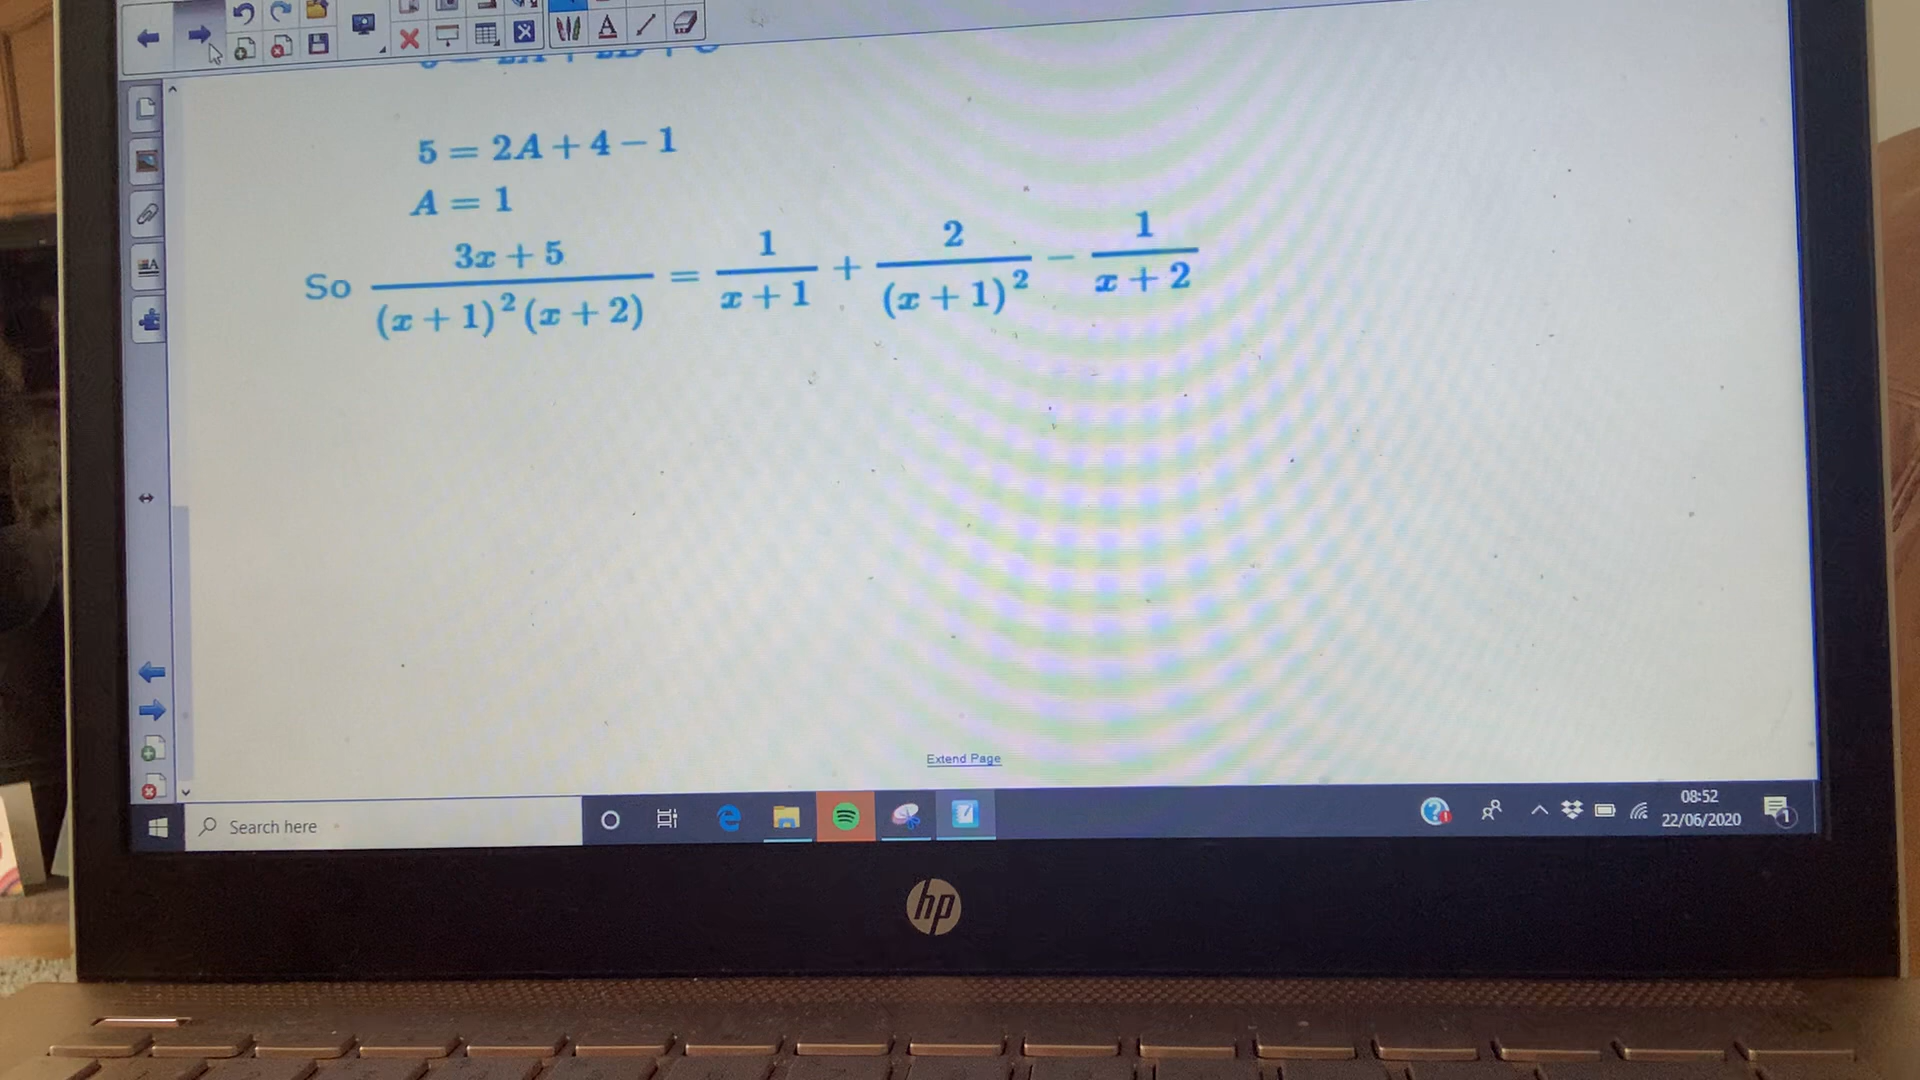 5 = 2A + 4 − 1
A = 1
So (3x + 5)/((x + 1)²(x + 2)) = 1/(x + 1) + 2/(x + 1)² − 1/(x + 2)
Extend Page
Search here
08:52
22/06/2020
1
hp